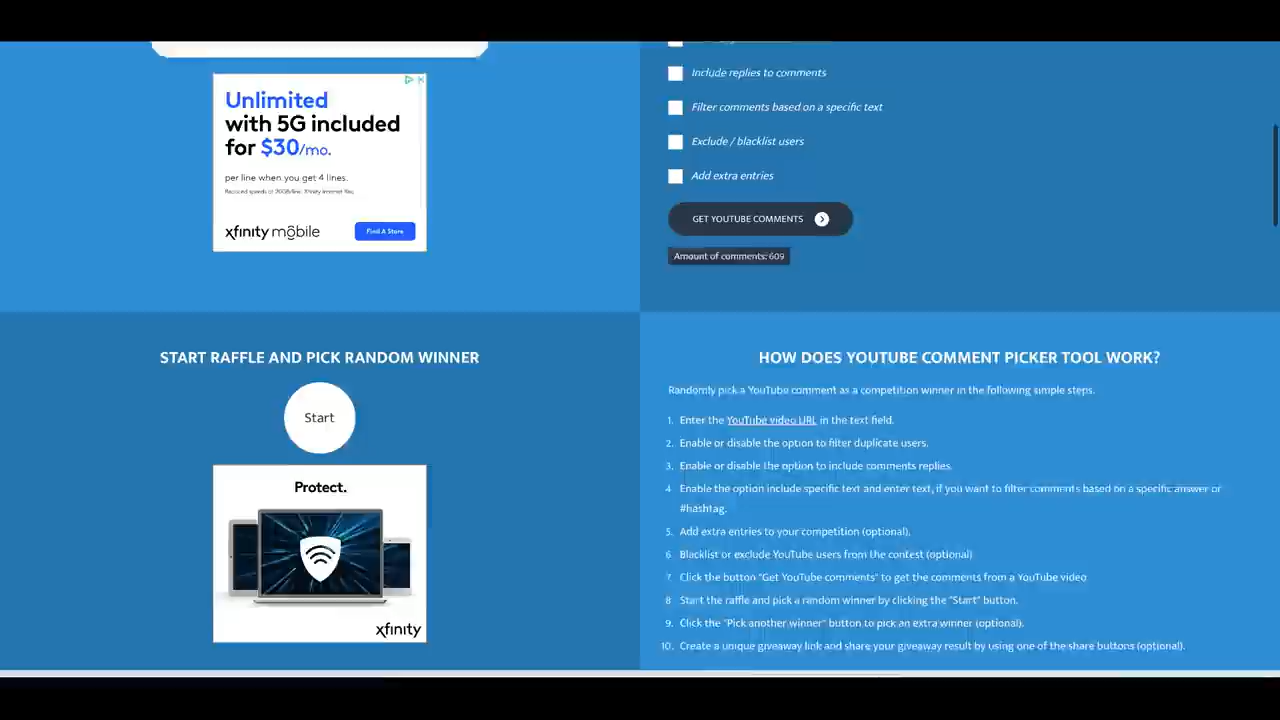 Unlimited
with 5G included
for $30/mo.
per line when you get 4 lines.
xfinity mobile
Find A Store
Include replies to comments
Filter comments based on a specific text
Exclude / blacklist users
Add extra entries
GET YOUTUBE COMMENTS
Amount of comments: 609
START RAFFLE AND PICK RANDOM WINNER
Start
Protect.
xfinity
HOW DOES YOUTUBE COMMENT PICKER TOOL WORK?
Randomly pick a YouTube comment as a competition winner in the following simple steps.
1. Enter the YouTube video URL in the text field.
2. Enable or disable the option to filter duplicate users.
3. Enable or disable the option to include comments replies.
4 Enable the option include specific text and enter text, if you want to filter comments based on a specific answer or
#hashtag.
5. Add extra entries to your competition (optional).
6 Blacklist or exclude YouTube users from the contest (optional)
7 Click the button "Get YouTube comments" to get the comments from a YouTube video
8 Start the raffle and pick a random winner by clicking the "Start" button.
9. Click the "Pick another winner" button to pick an extra winner (optional).
10. Create a unique giveaway link and share your giveaway result by using one of the share buttons (optional).